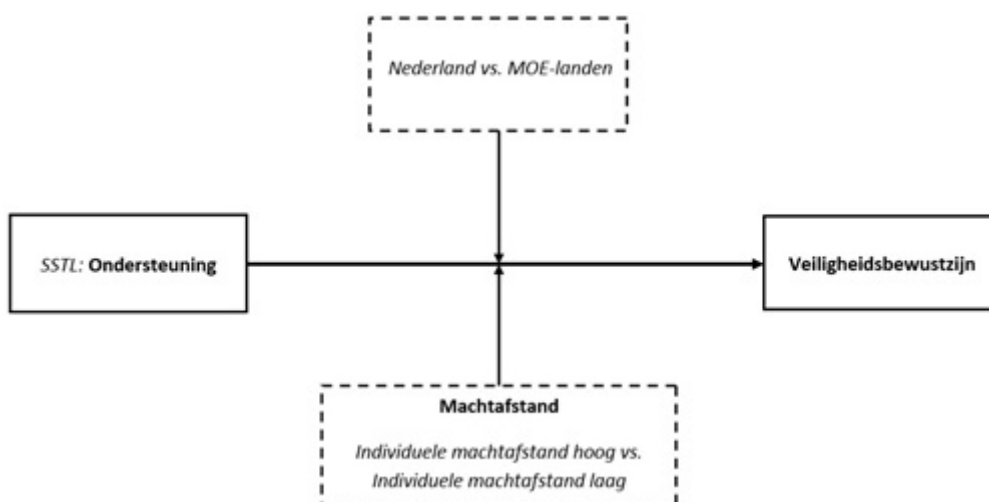 Nederland vs. MOE-landen
SSTL: Ondersteuning
Veiligheidsbewustzijn
Machtafstand
Individuele machtafstand hoog vs.
Individuele machtafstand laag